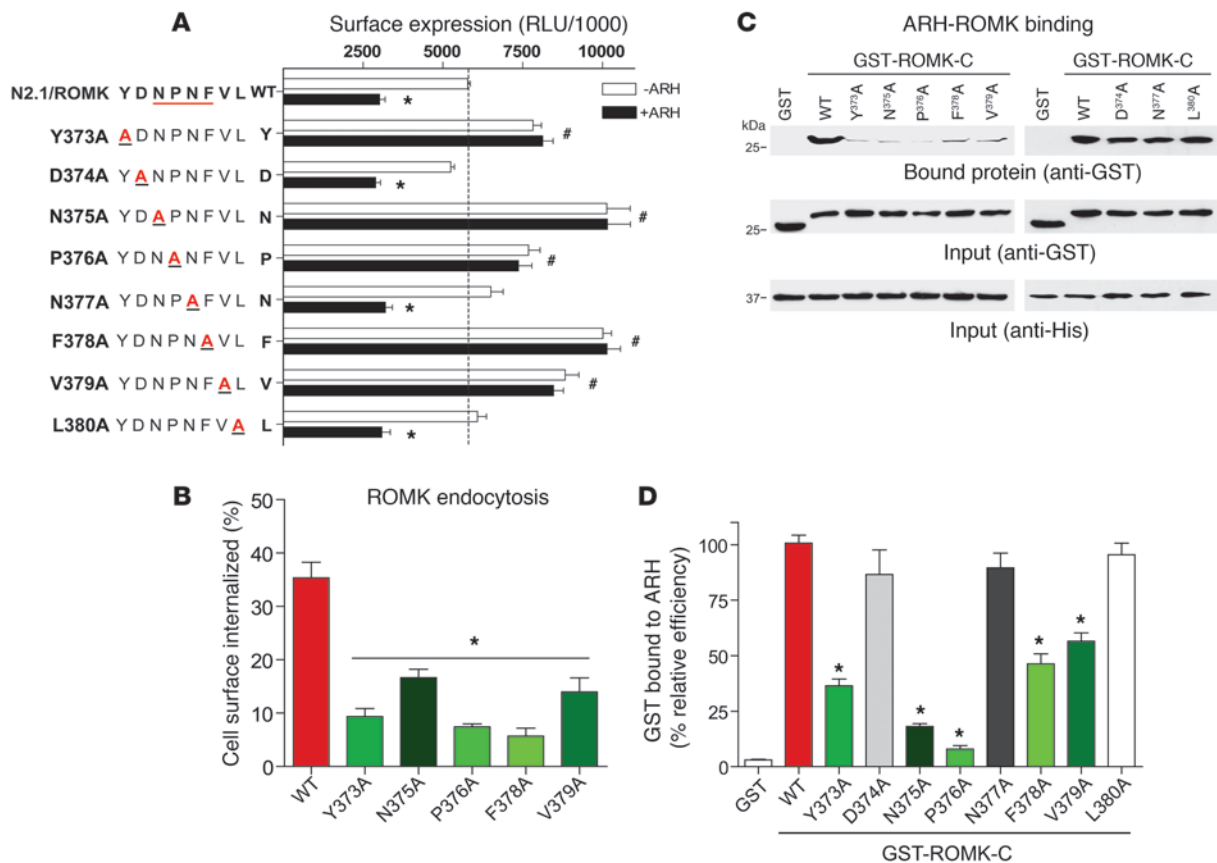 A
Surface expression (RLU/1000)
2500 5000 7500 10000
N2.1/ROMK Y D N P N F V L WT
-ARH
+ARH
*
Y373A A D N P N F V L Y
#
D374A Y A N P N F V L D
*
N375A Y D A P N F V L N
#
P376A Y D N A N F V L P
#
N377A Y D N P A F V L N
*
F378A Y D N P N A V L F
#
V379A Y D N P N F A L V
#
L380A Y D N P N F V A L
*
B
ROMK endocytosis
Cell surface internalized (%)
50
40
30
20
10
0
*
WT Y373A N375A P376A F378A V379A
C
ARH-ROMK binding
GST-ROMK-C GST-ROMK-C
GST WT Y373A N375A P376A F378A V379A GST WT D374A N377A L380A
kDa
25
Bound protein (anti-GST)
25
Input (anti-GST)
37
Input (anti-His)
D
GST bound to ARH
(% relative efficiency)
100
75
50
25
0
* * * * *
GST WT Y373A D374A N375A P376A N377A F378A V379A L380A
GST-ROMK-C